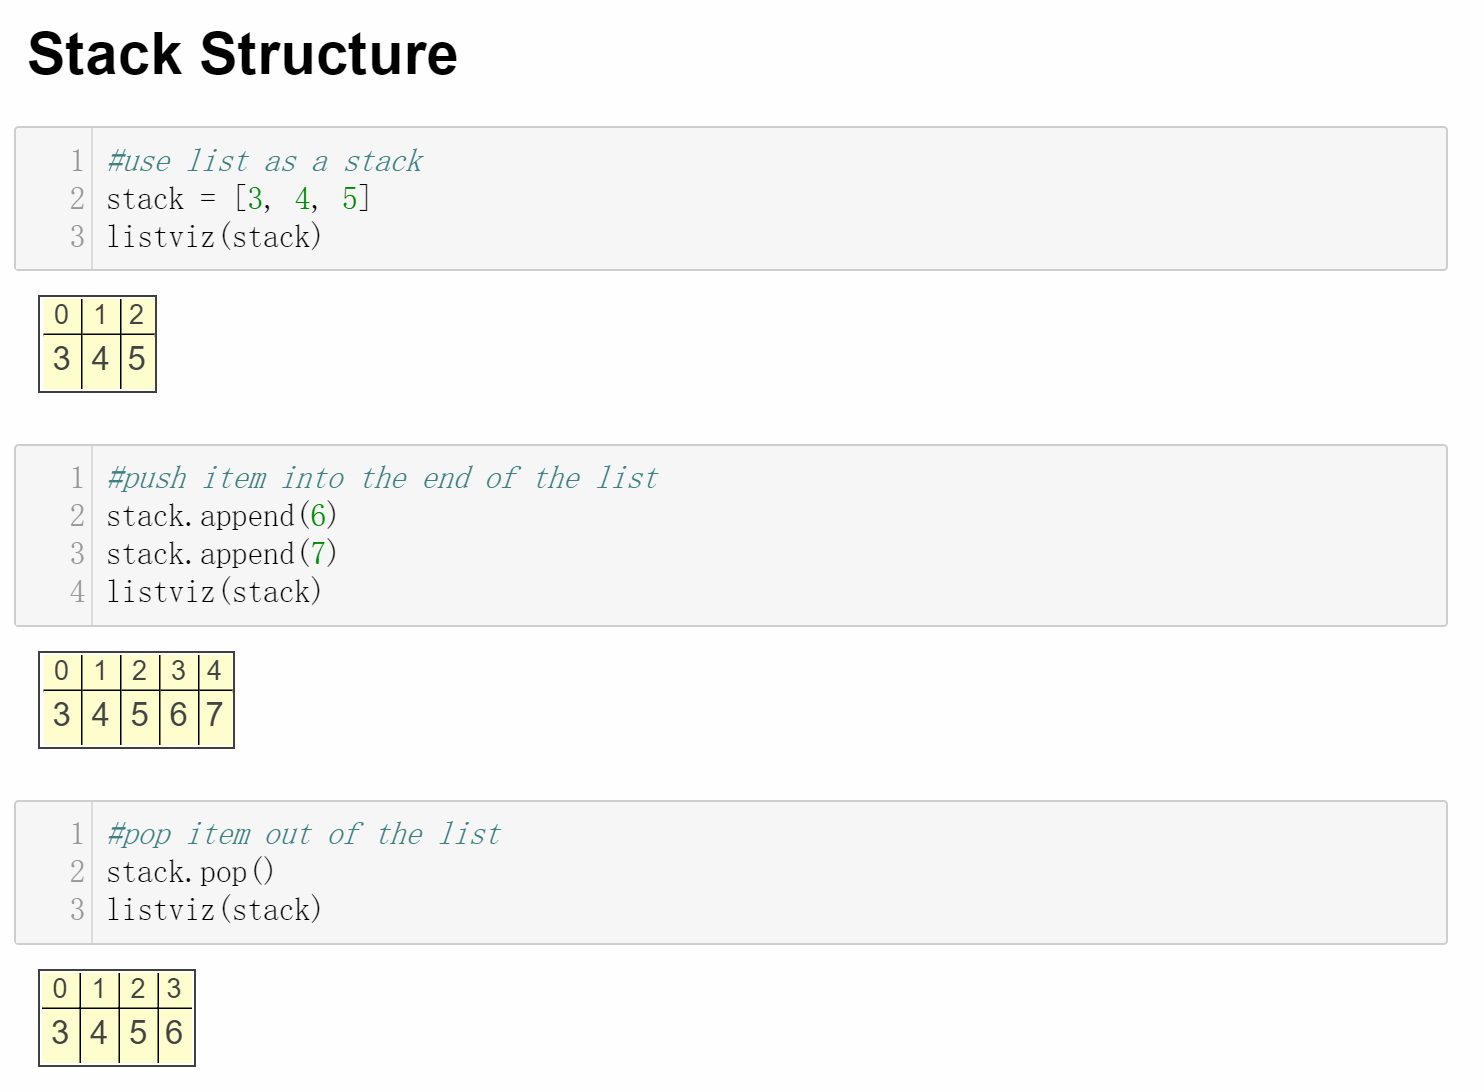 Stack Structure
1 #use list as a stack
2 stack = [3, 4, 5]
3 listviz(stack)
0 1 2
3 4 5
1 #push item into the end of the list
2 stack.append(6)
3 stack.append(7)
4 listviz(stack)
0 1 2 3 4
3 4 5 6 7
1 #pop item out of the list
2 stack.pop()
3 listviz(stack)
0 1 2 3
3 4 5 6